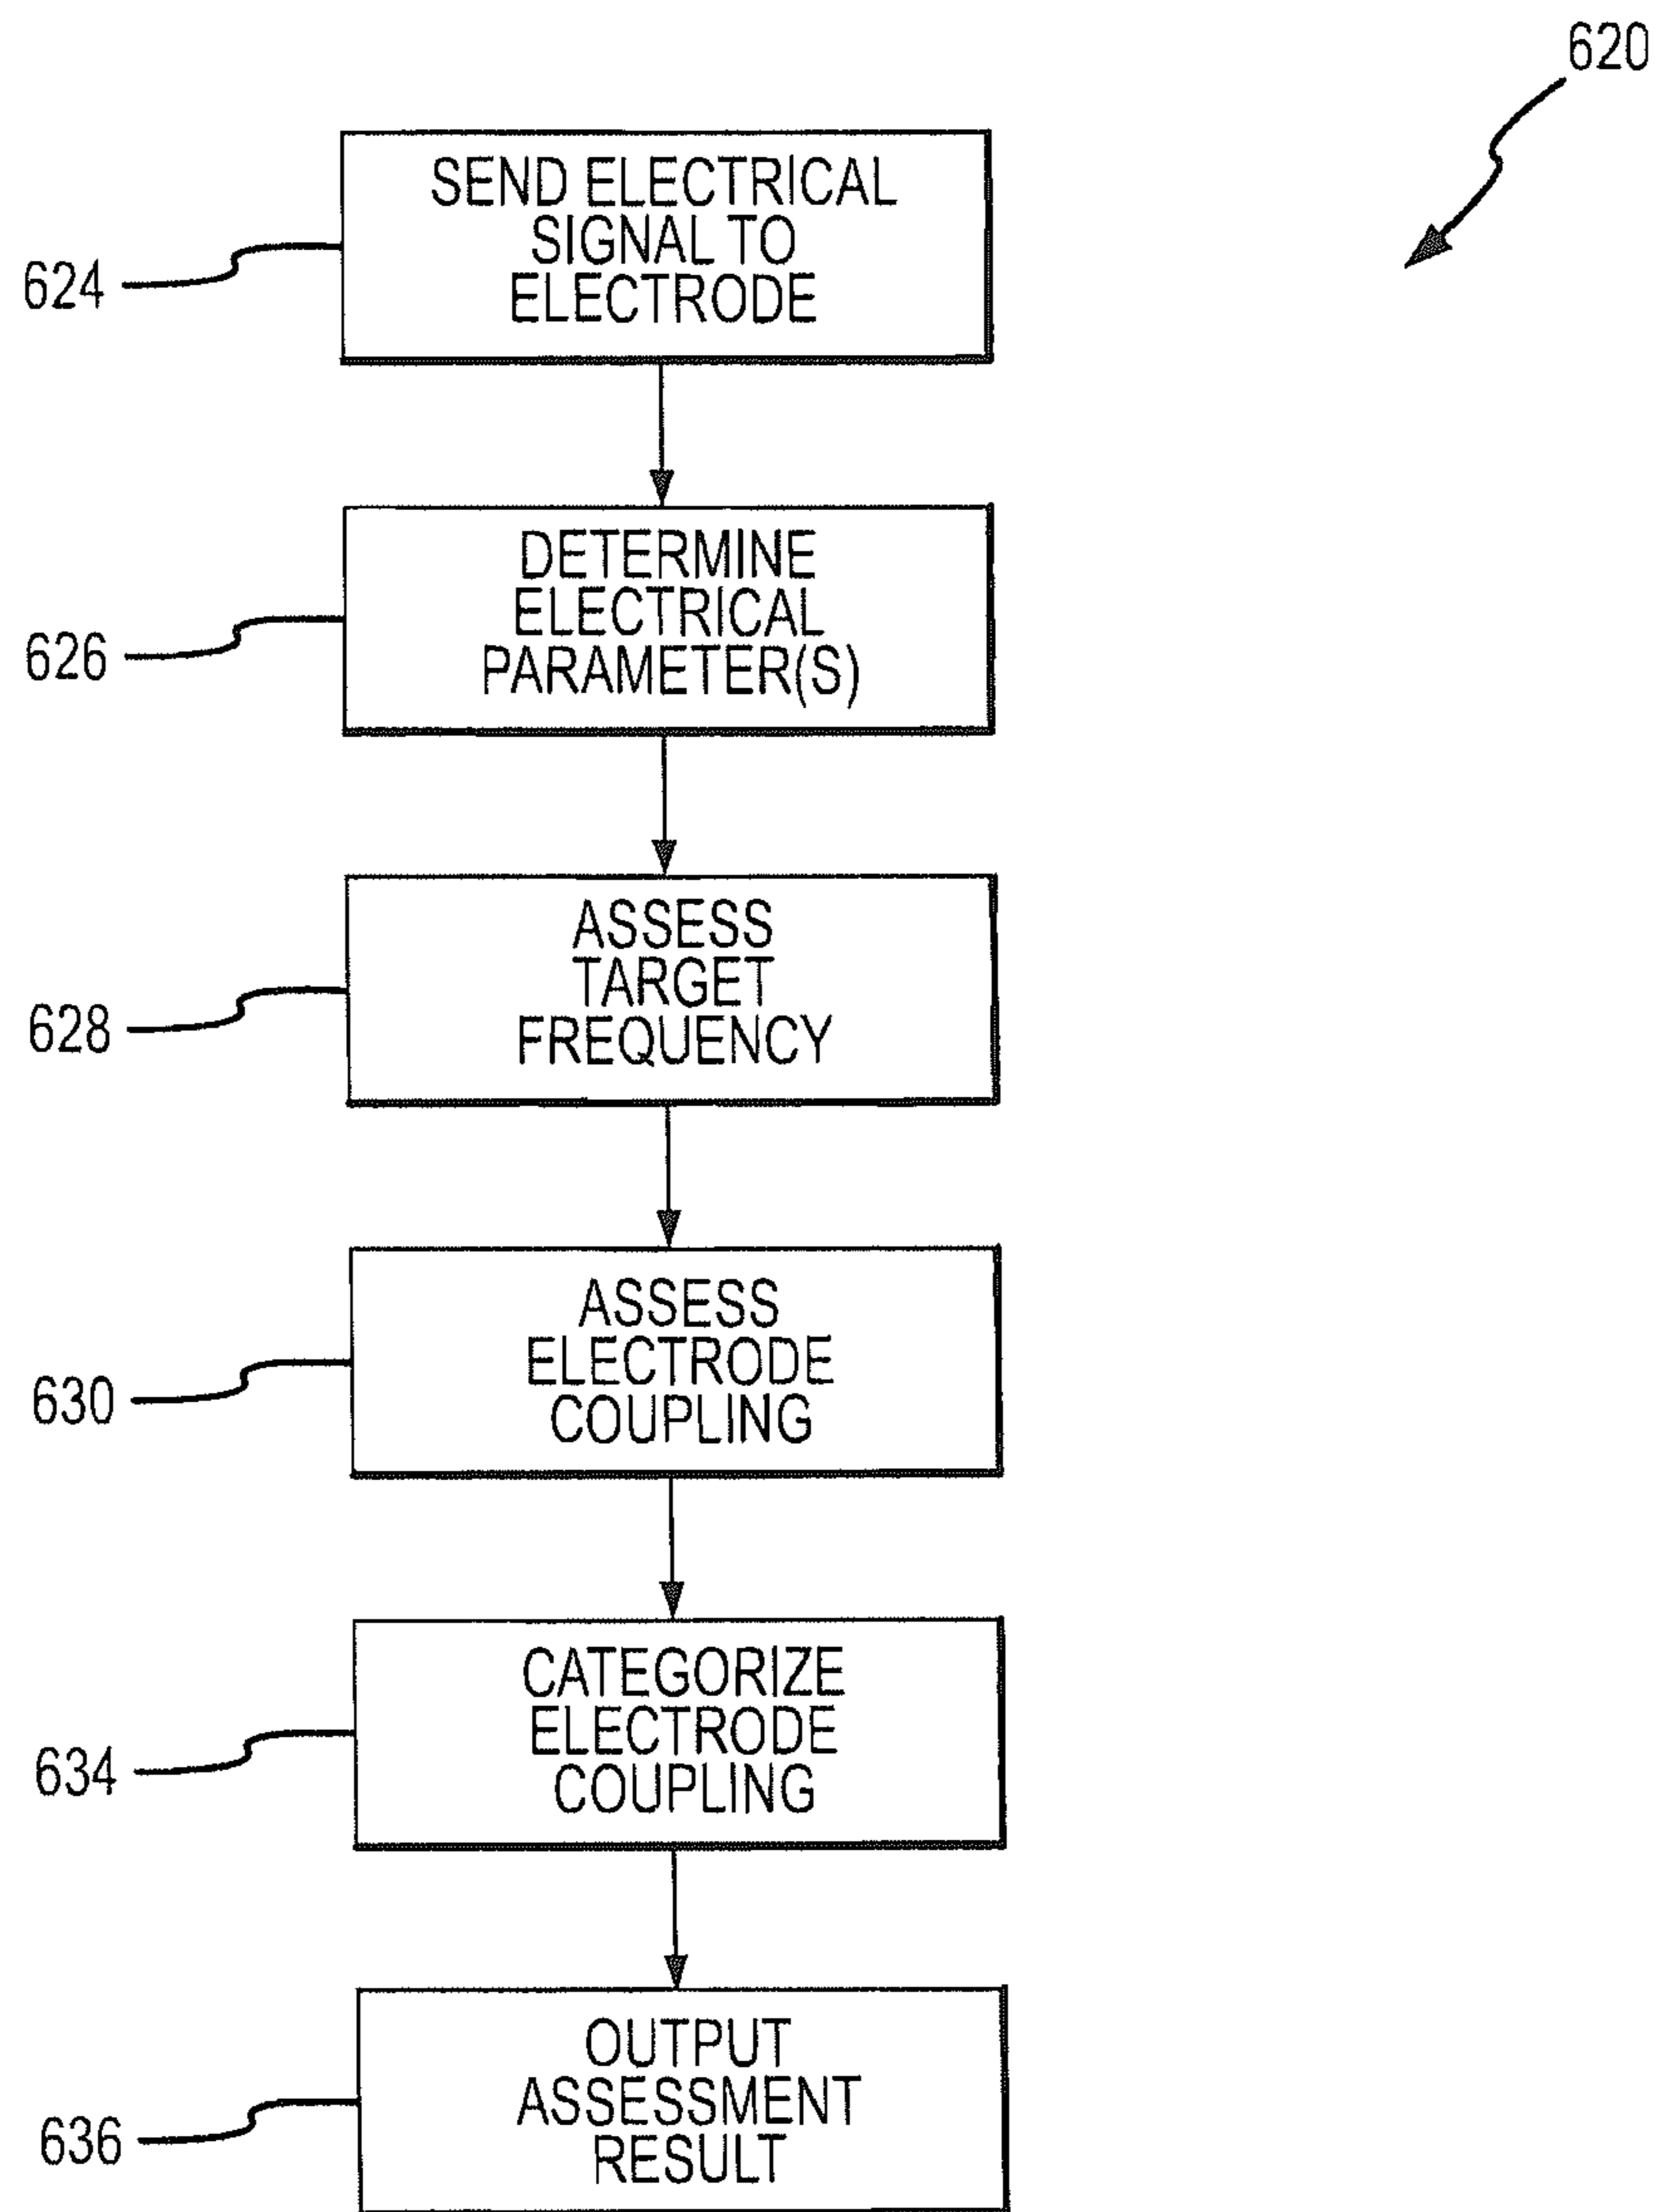 620
SEND ELECTRICAL
SIGNAL TO
ELECTRODE
624
DETERMINE
ELECTRICAL
PARAMETER(S)
626
ASSESS
TARGET
FREQUENCY
628
ASSESS
ELECTRODE
COUPLING
630
CATEGORIZE
ELECTRODE
COUPLING
634
OUTPUT
ASSESSMENT
RESULT
636